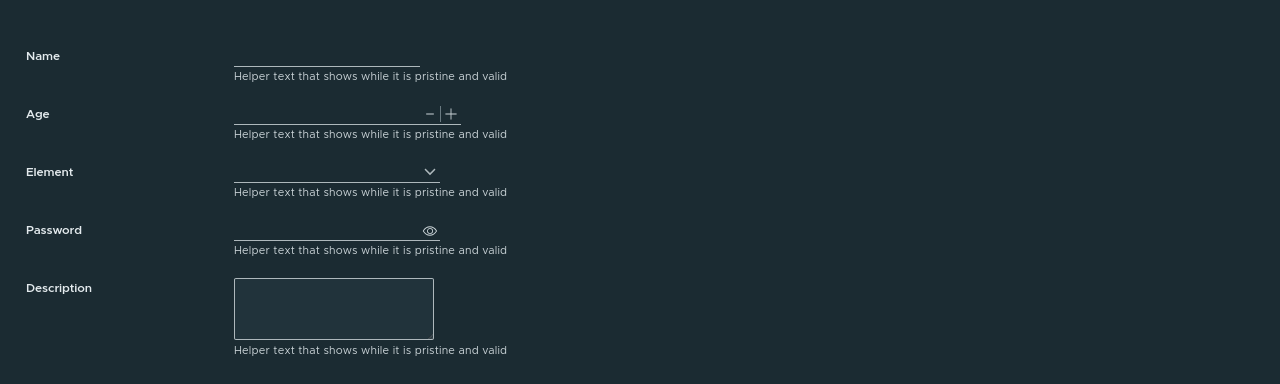 Name
Helper text that shows while it is pristine and valid
Age
Helper text that shows while it is pristine and valid
Element
Helper text that shows while it is pristine and valid
Password
Helper text that shows while it is pristine and valid
Description
Helper text that shows while it is pristine and valid